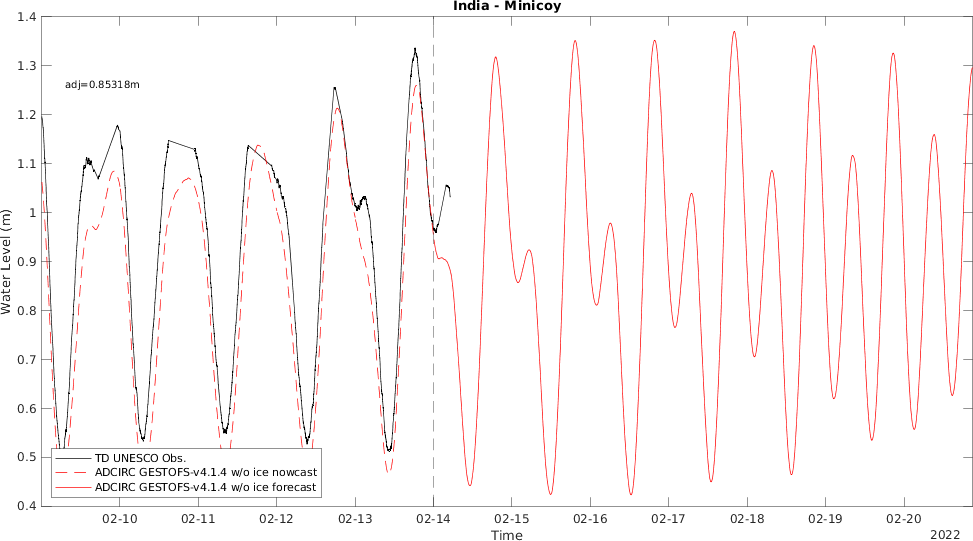 India - Minicoy
1.4
1.3
1.2
1.1
1
0.9
0.8
0.7
0.6
0.5
0.4
Water Level (m)
adj=0.85318m
TD UNESCO Obs.
ADCIRC GESTOFS-v4.1.4 w/o ice nowcast
ADCIRC GESTOFS-v4.1.4 w/o ice forecast
02-10 02-11 02-12 02-13 02-14 02-15 02-16 02-17 02-18 02-19 02-20
Time
2022